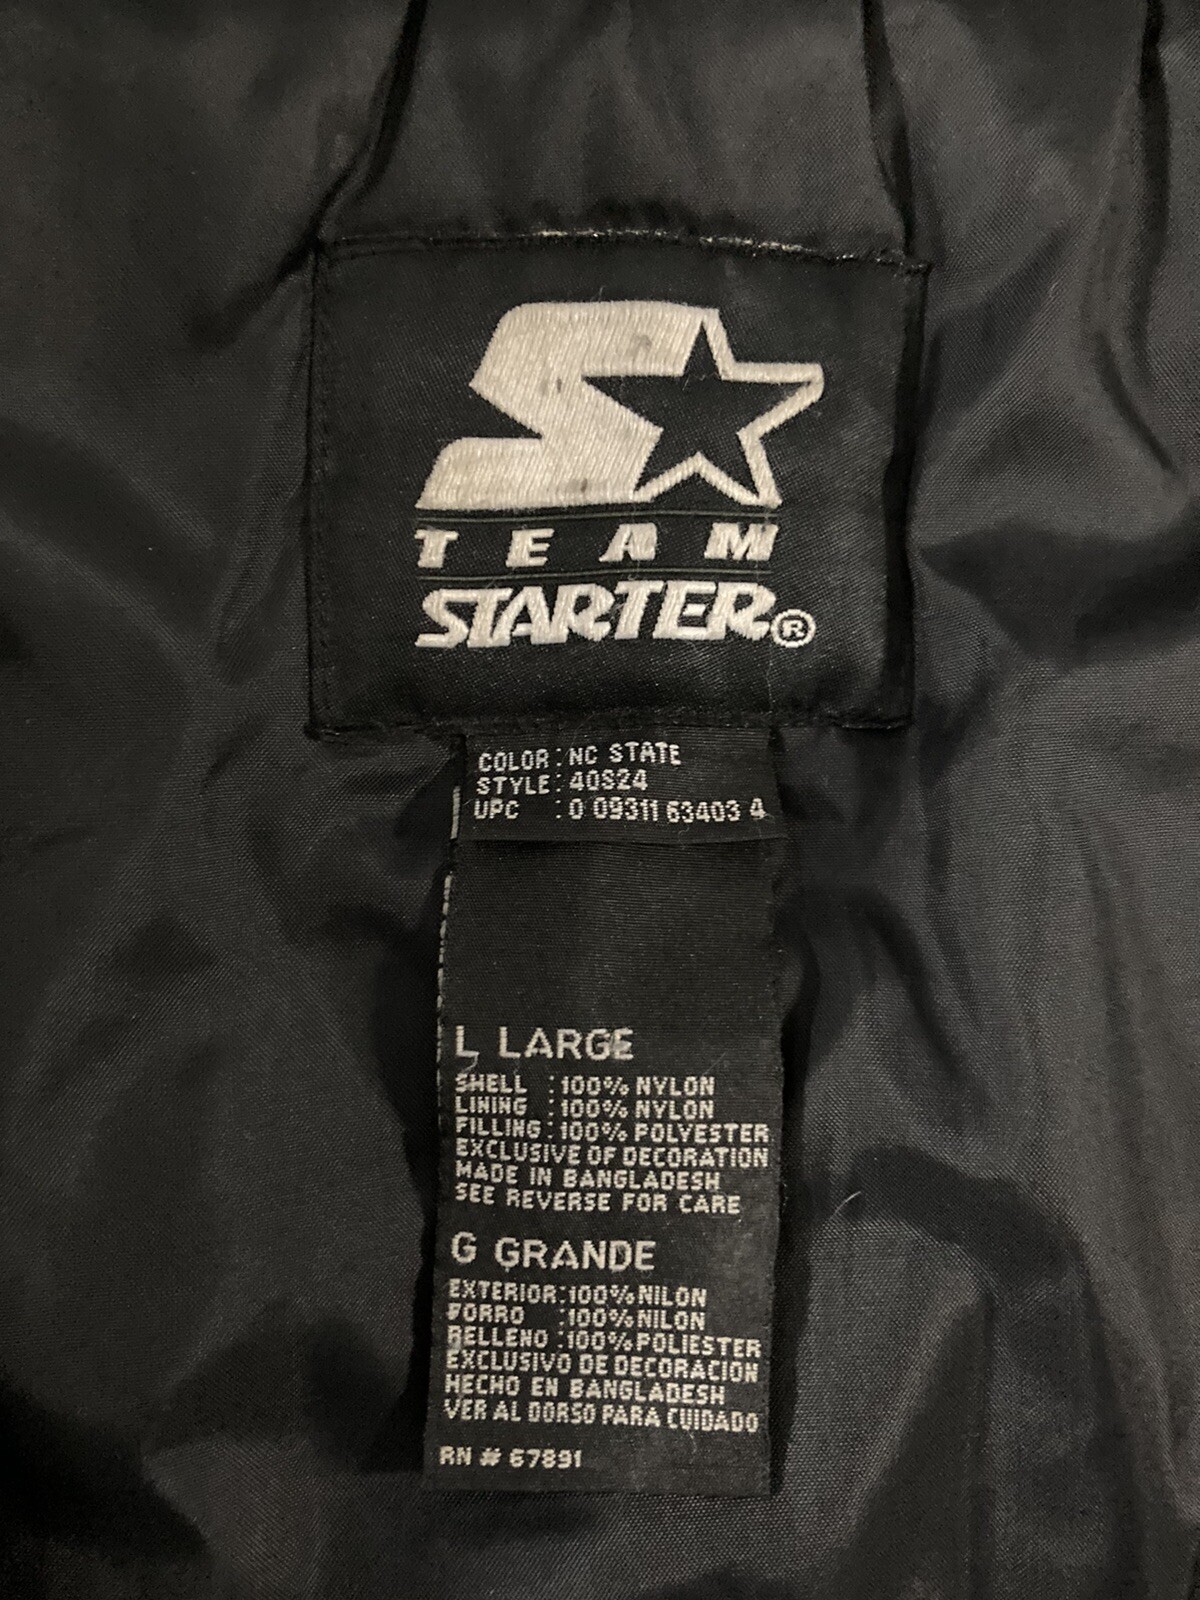 TEAM
STARTER®
COLOR : NC STATE
STYLE : 40S24
UPC : 0 09311 63403 4
L LARGE
SHELL : 100% NYLON
LINING : 100% NYLON
FILLING : 100% POLYESTER
EXCLUSIVE OF DECORATION
MADE IN BANGLADESH
SEE REVERSE FOR CARE
G GRANDE
EXTERIOR : 100% NILON
FORRO : 100% NILON
RELLENO : 100% POLIESTER
EXCLUSIVO DE DECORACION
HECHO EN BANGLADESH
VER AL DORSO PARA CUIDADO
RN # 67891